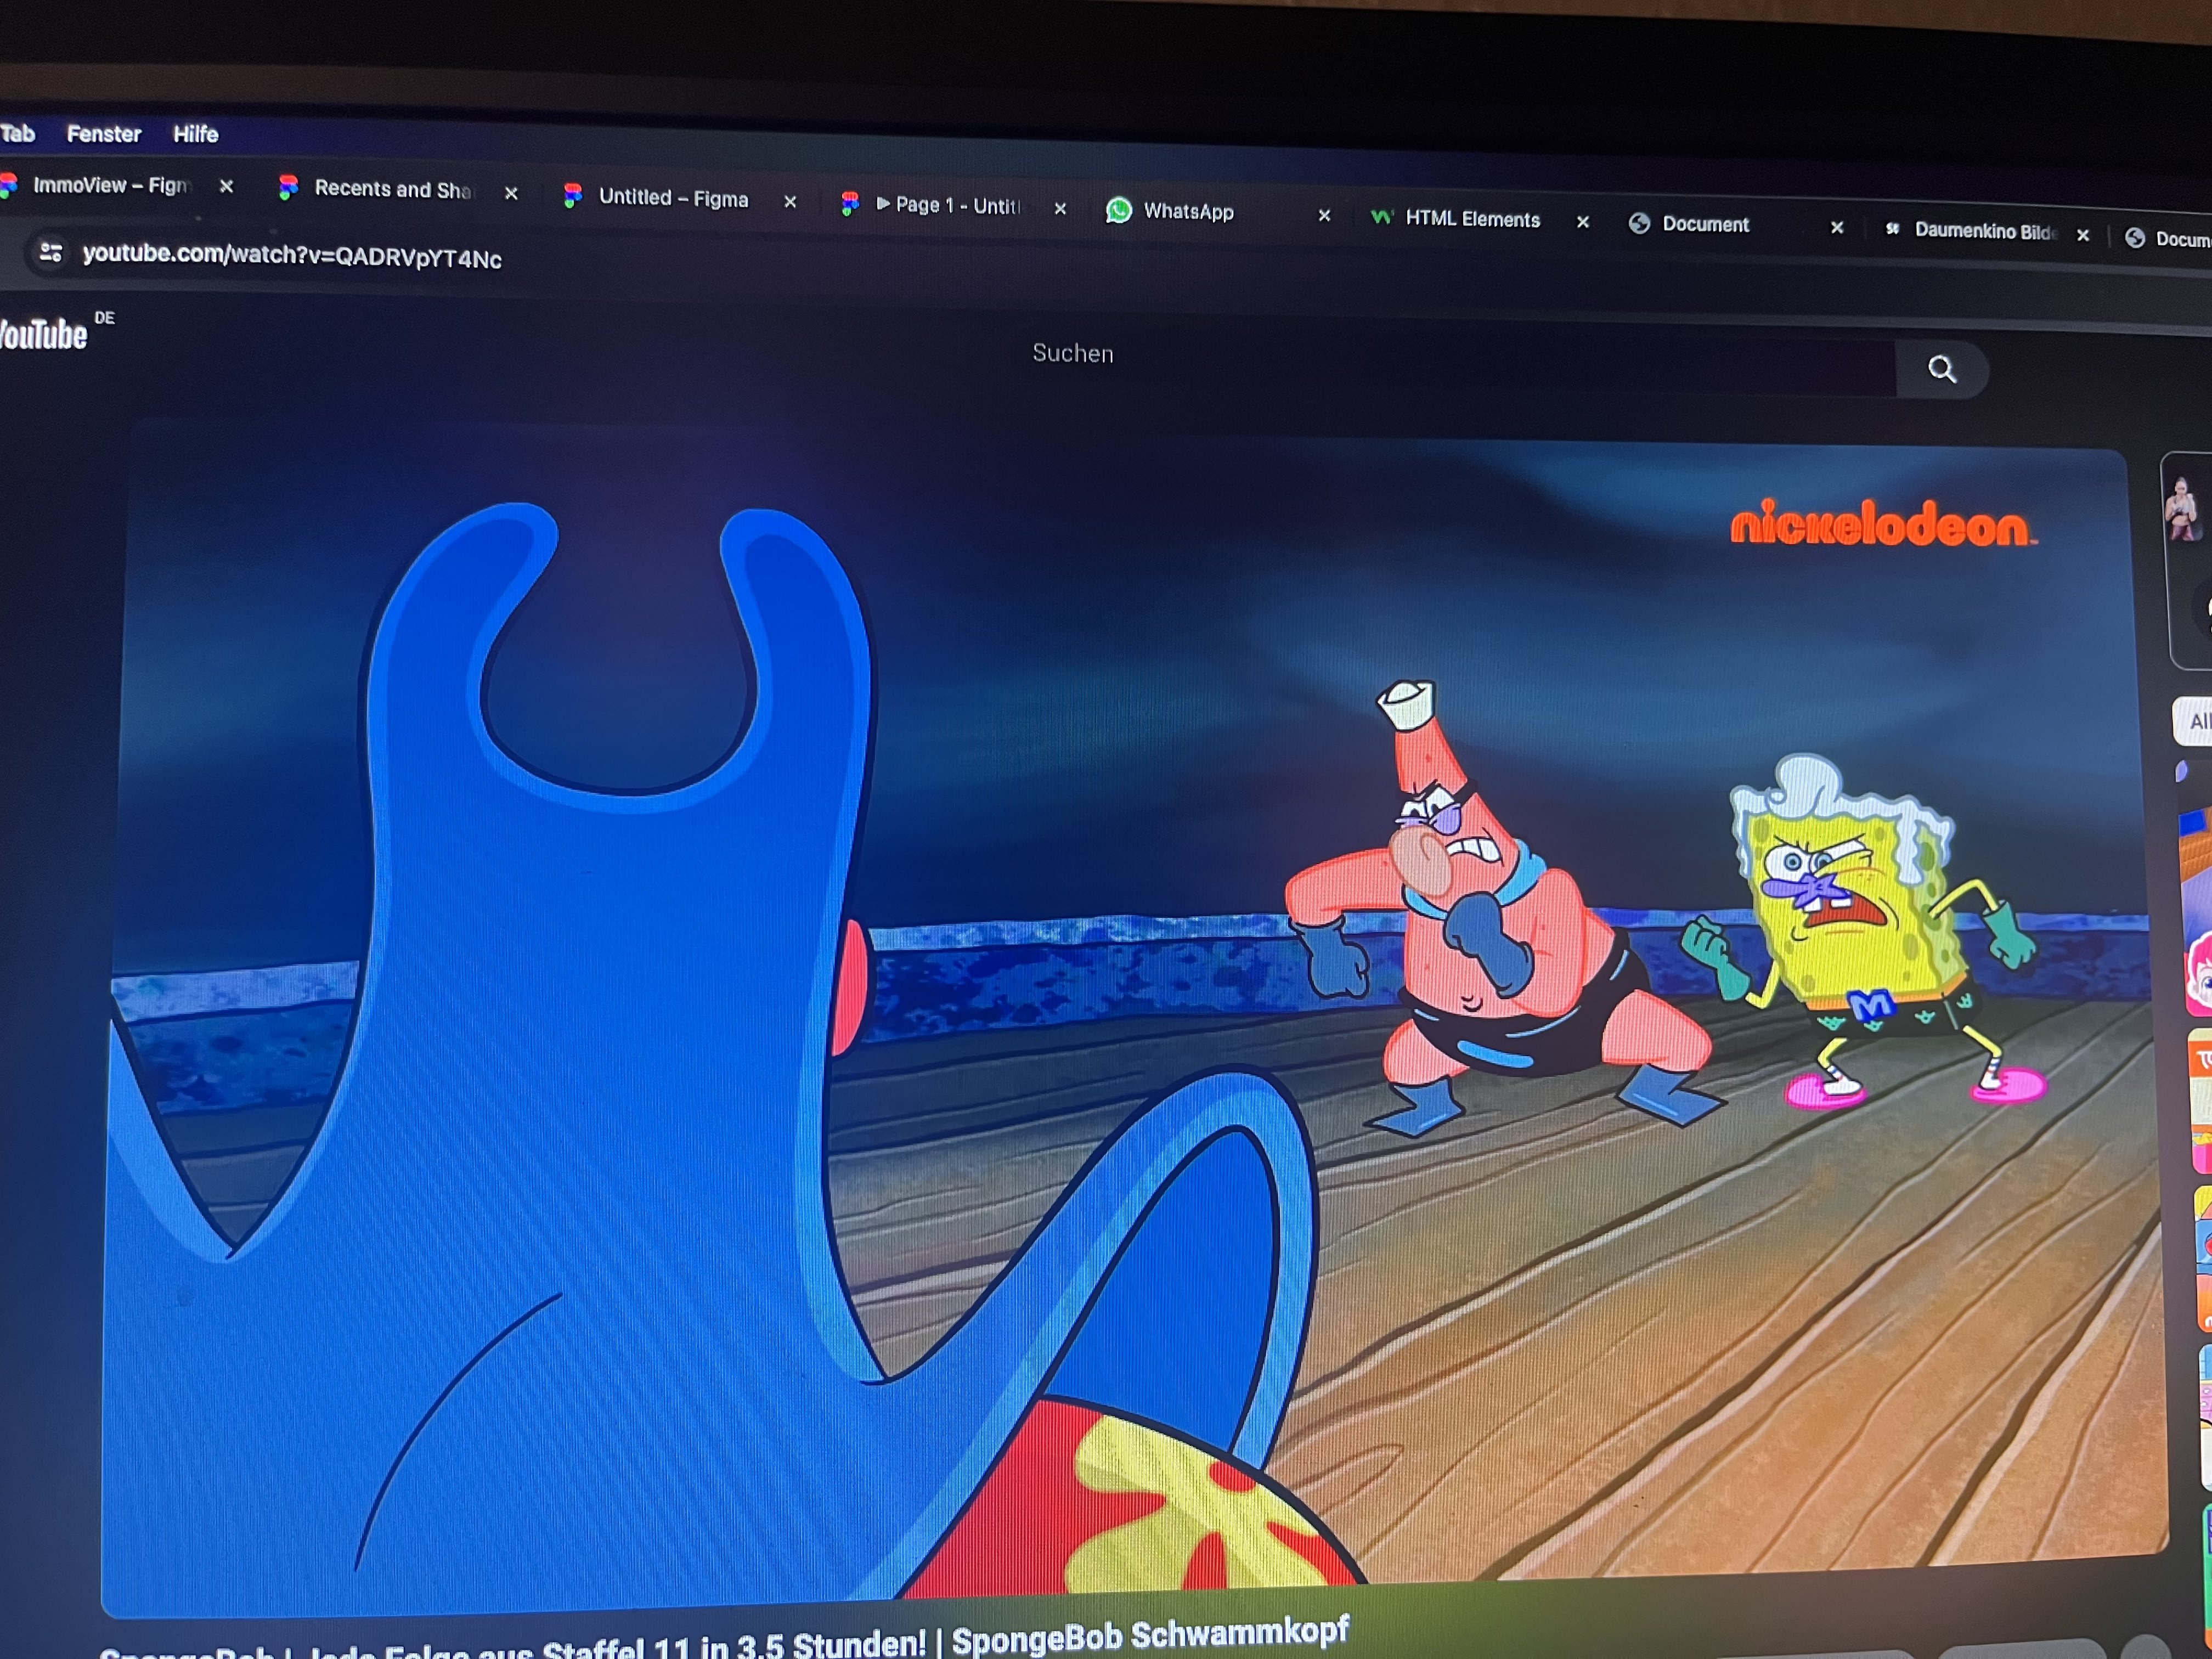 Tab Fenster Hilfe
ImmoView – Figm Recents and Sha Untitled – Figma Page 1 - Untitl WhatsApp HTML Elements Document Daumenkino Bilde Docum
youtube.com/watch?v=QADRVpYT4Nc
YouTube DE
Suchen
nickelodeon
M
All
SpongeBob | Jede Folge aus Staffel 11 in 3,5 Stunden! | SpongeBob Schwammkopf